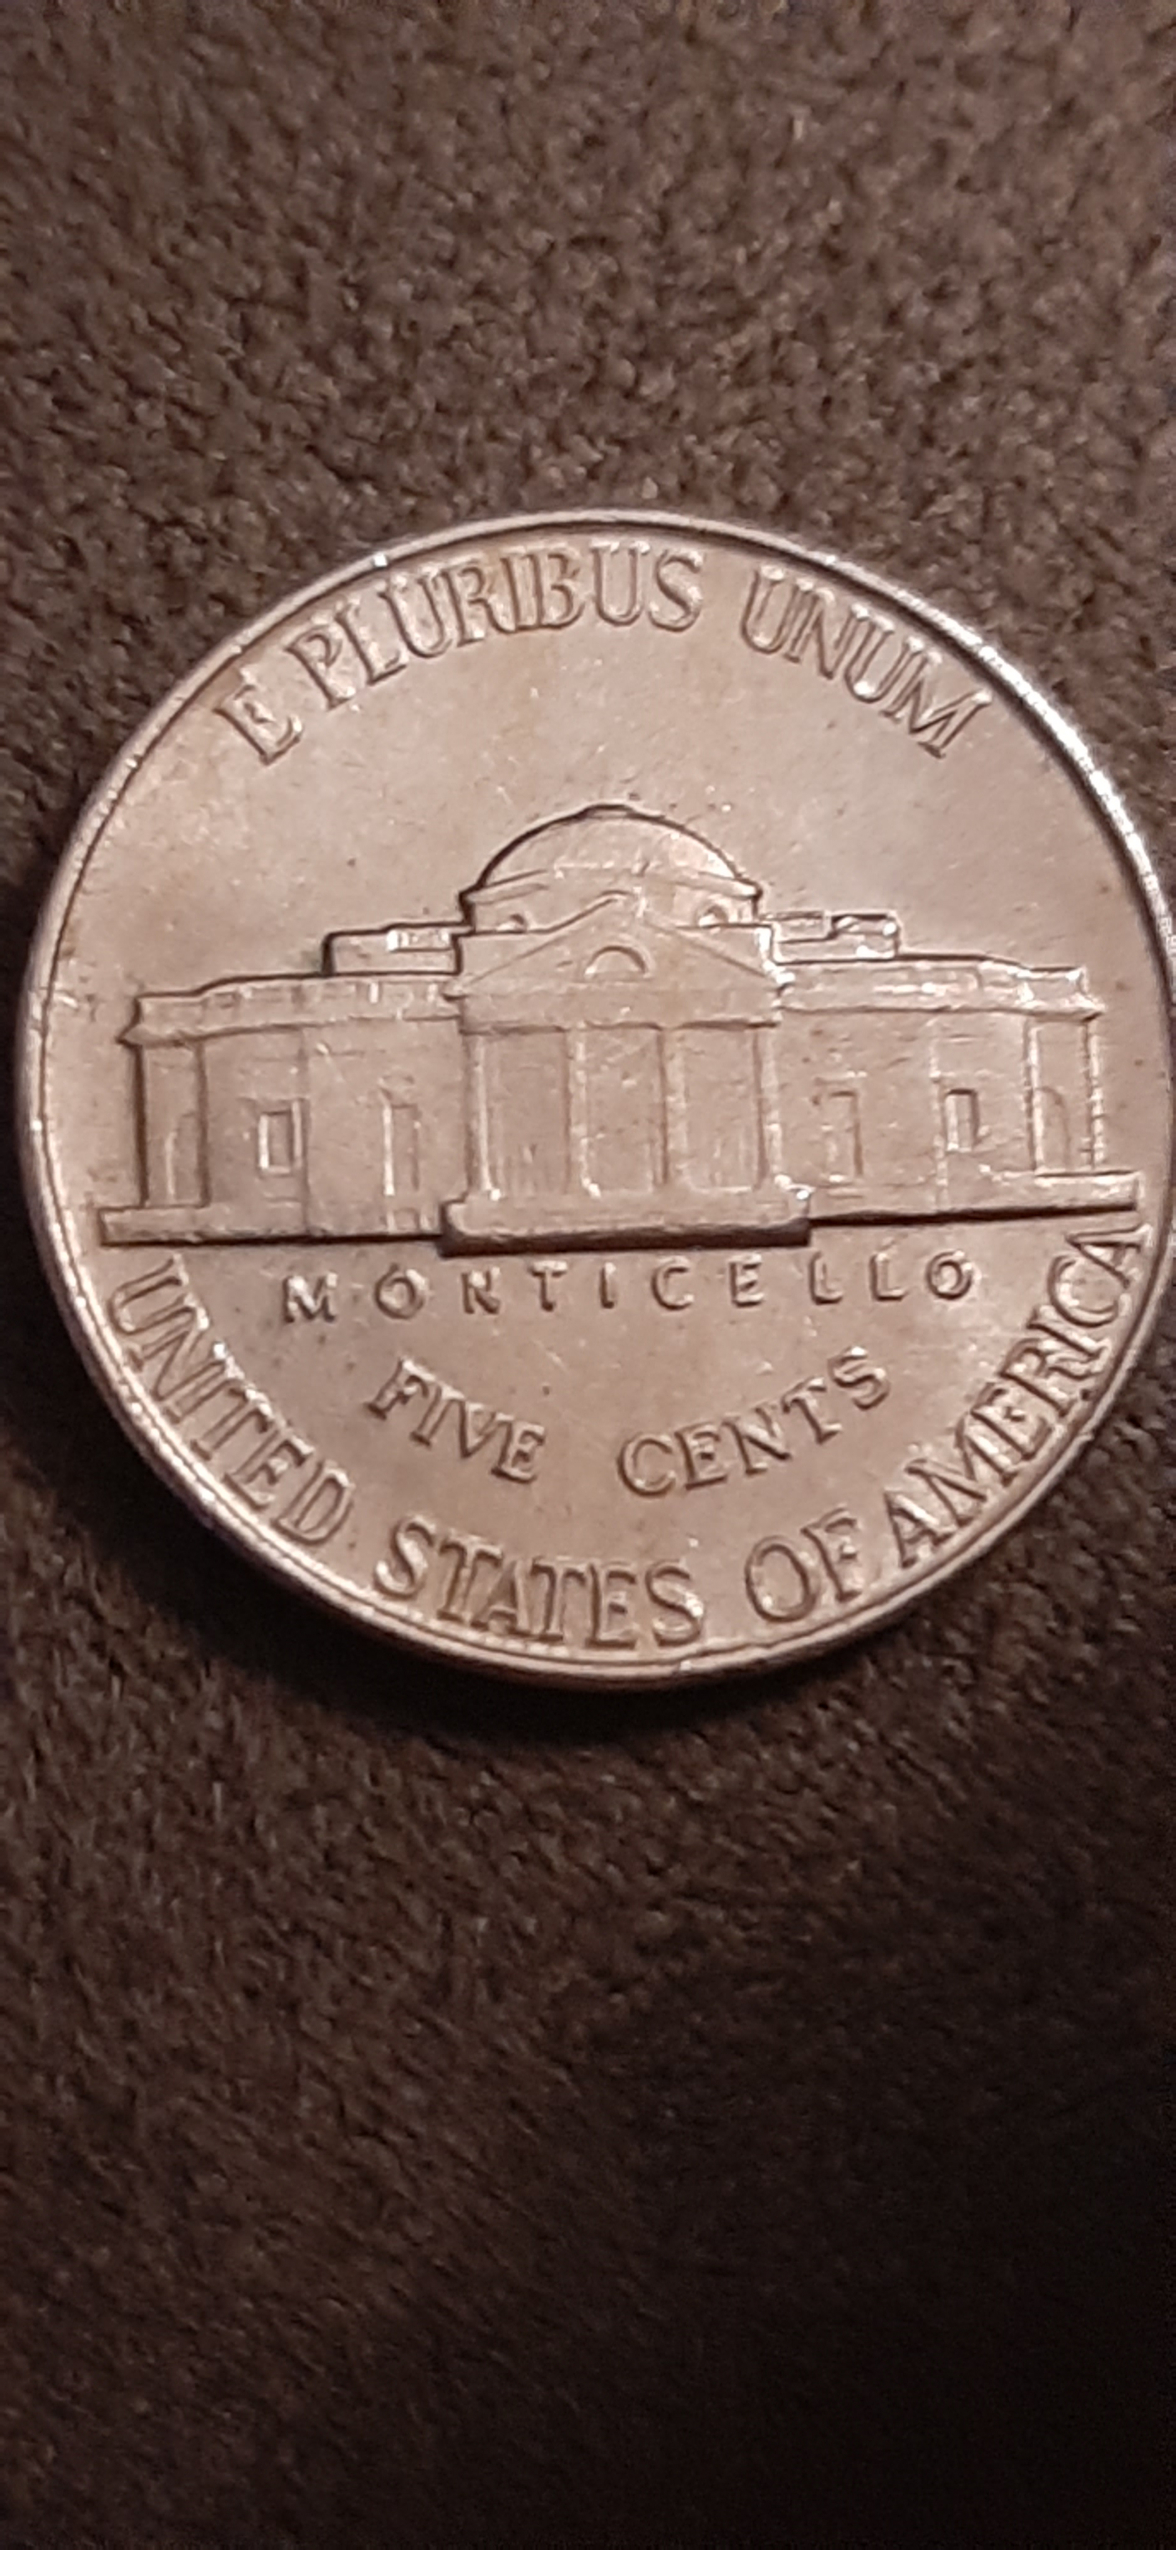 E PLURIBUS UNUM
MONTICELLO
FIVE CENTS
UNITED STATES OF AMERICA